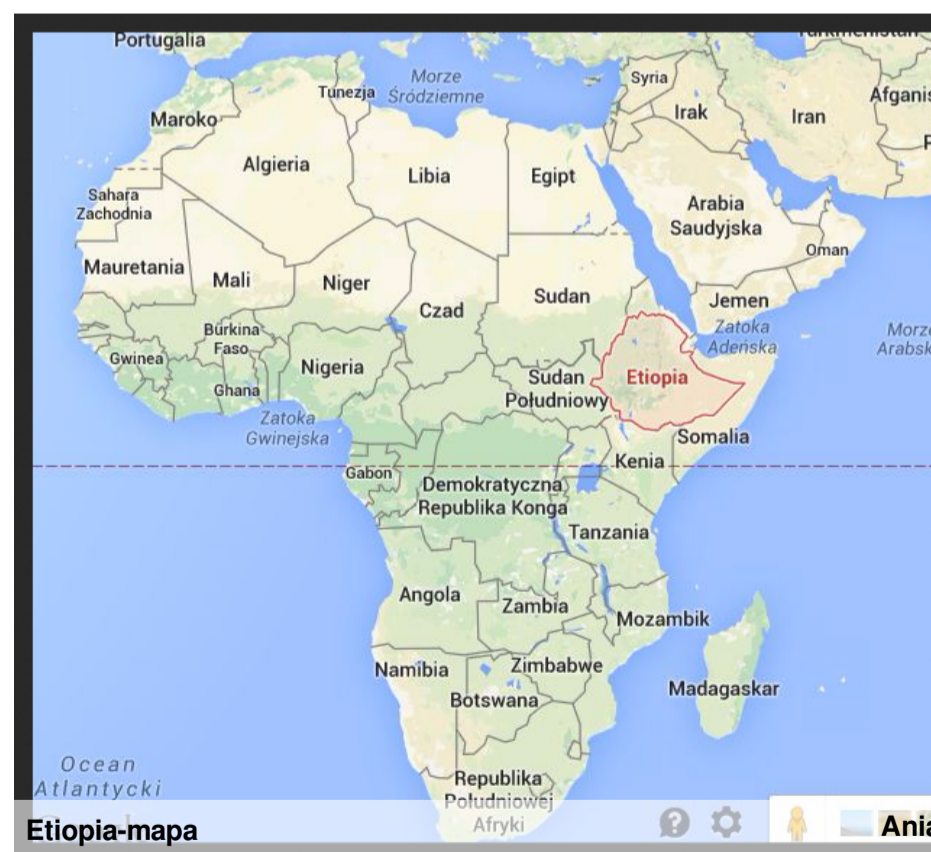 Portugalia
Turkmenistan
Morze
Śródziemne
Tunezja
Syria
Maroko
Irak
Iran
Algieria
Libia
Egipt
Sahara
Zachodnia
Arabia
Saudyjska
Oman
Mauretania
Mali
Niger
Czad
Sudan
Jemen
Zatoka
Adeńska
Burkina
Faso
Gwinea
Ghana
Nigeria
Sudan
Południowy
Etiopia
Zatoka
Gwinejska
Somalia
Kenia
Gabon
Demokratyczna
Republika Konga
Tanzania
Angola
Zambia
Mozambik
Namibia
Zimbabwe
Botswana
Madagaskar
Ocean
Atlantycki
Republika
Południowej
Afryki
Etiopia-mapa
Ania